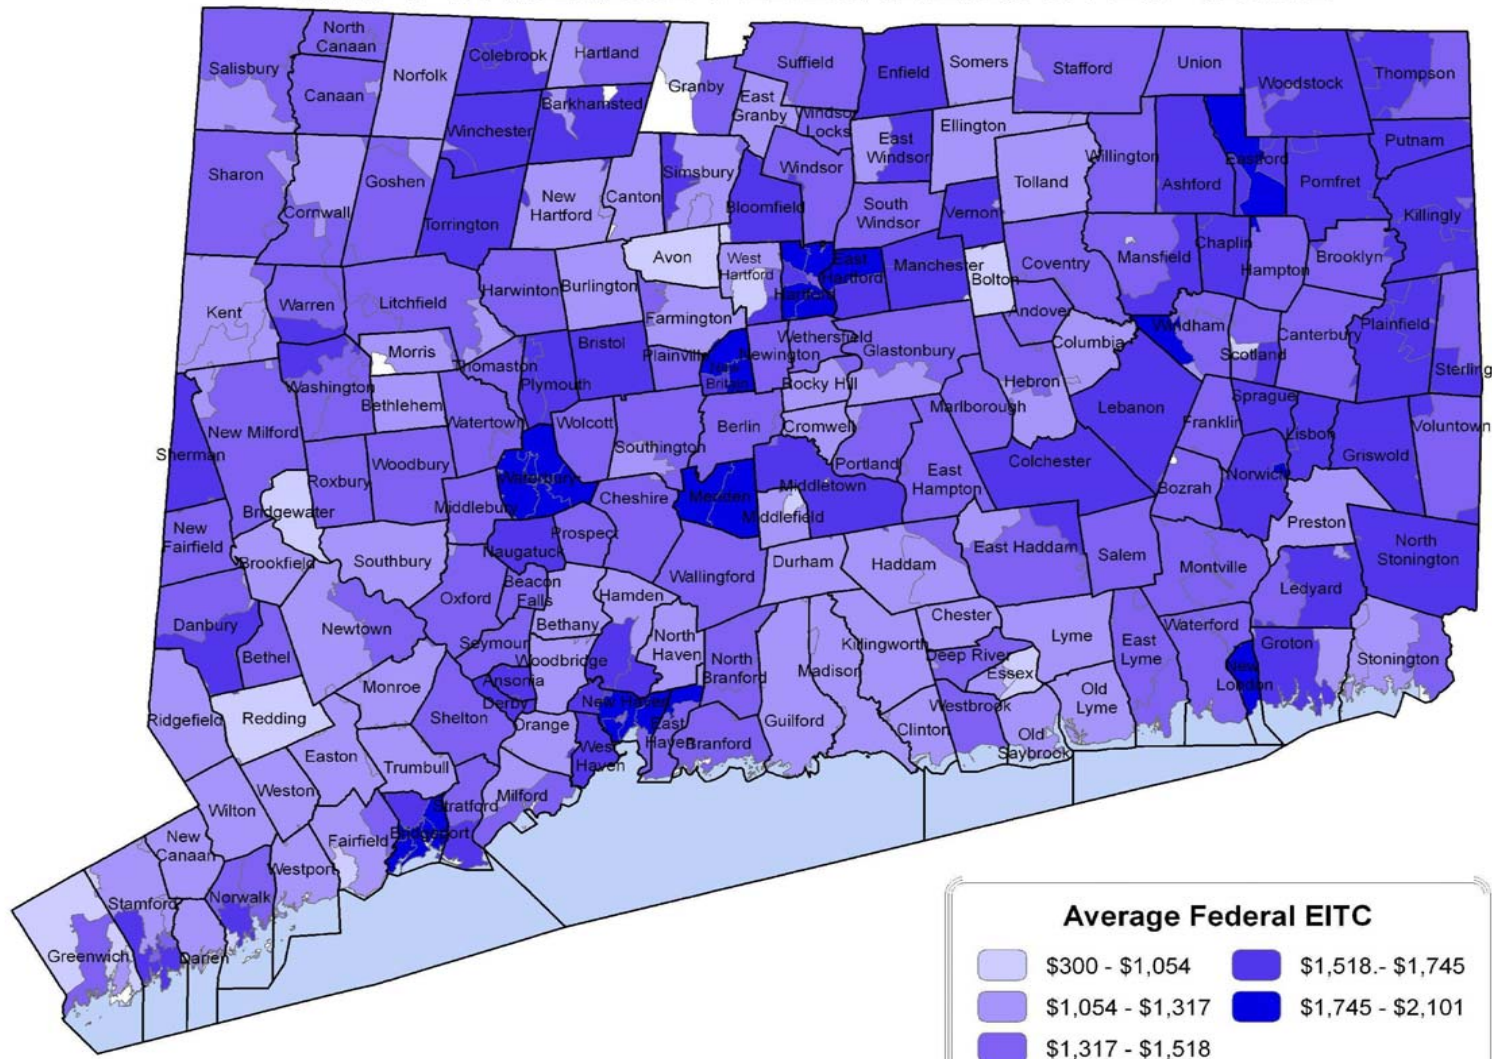 North
Canaan
Colebrook
Hartland
Salisbury
Norfolk
Granby
Suffield
Enfield
Somers
Stafford
Union
Woodstock
Thompson
Canaan
Barkhamsted
East
Granby
Windsor
Locks
Winchester
East
Windsor
Ellington
Willington
Eastford
Putnam
Sharon
Goshen
Simsbury
Windsor
Tolland
Ashford
Pomfret
Cornwall
Torrington
New
Hartford
Canton
Bloomfield
South
Windsor
Vernon
Killingly
Chaplin
Kent
Warren
Litchfield
Harwinton
Burlington
Avon
West
Hartford
Hartford
East
Hartford
Manchester
Bolton
Coventry
Mansfield
Hampton
Brooklyn
Farmington
Andover
Morris
Thomaston
Bristol
Plainville
New
Britain
Newington
Wethersfield
Glastonbury
Columbia
Windham
Scotland
Canterbury
Plainfield
Sterling
Washington
Bethlehem
Plymouth
Rocky Hill
Hebron
Sprague
New Milford
Watertown
Wolcott
Southington
Berlin
Cromwell
Marlborough
Lebanon
Franklin
Lisbon
Voluntown
Sherman
Woodbury
Roxbury
Waterbury
Portland
Colchester
Norwich
Griswold
Bridgewater
Middlebury
Cheshire
Meriden
Middletown
Middlefield
East
Hampton
Bozrah
New
Fairfield
Brookfield
Southbury
Naugatuck
Prospect
Wallingford
Durham
Haddam
East Haddam
Salem
Montville
Preston
North
Stonington
Danbury
Bethel
Newtown
Oxford
Beacon
Falls
Bethany
Hamden
Ledyard
Seymour
Woodbridge
North
Haven
North
Branford
Madison
Killingworth
Chester
Deep River
Essex
Lyme
East
Lyme
Waterford
New
London
Groton
Stonington
Ridgefield
Redding
Monroe
Shelton
Ansonia
Derby
Orange
New Haven
East
Haven
West
Haven
Branford
Guilford
Clinton
Westbrook
Old
Saybrook
Old
Lyme
Easton
Trumbull
Wilton
Weston
Stratford
Milford
New
Canaan
Fairfield
Bridgeport
Westport
Stamford
Norwalk
Greenwich
Darien
Average Federal EITC
$300 - $1,054
$1,518.- $1,745
$1,054 - $1,317
$1,745 - $2,101
$1,317 - $1,518